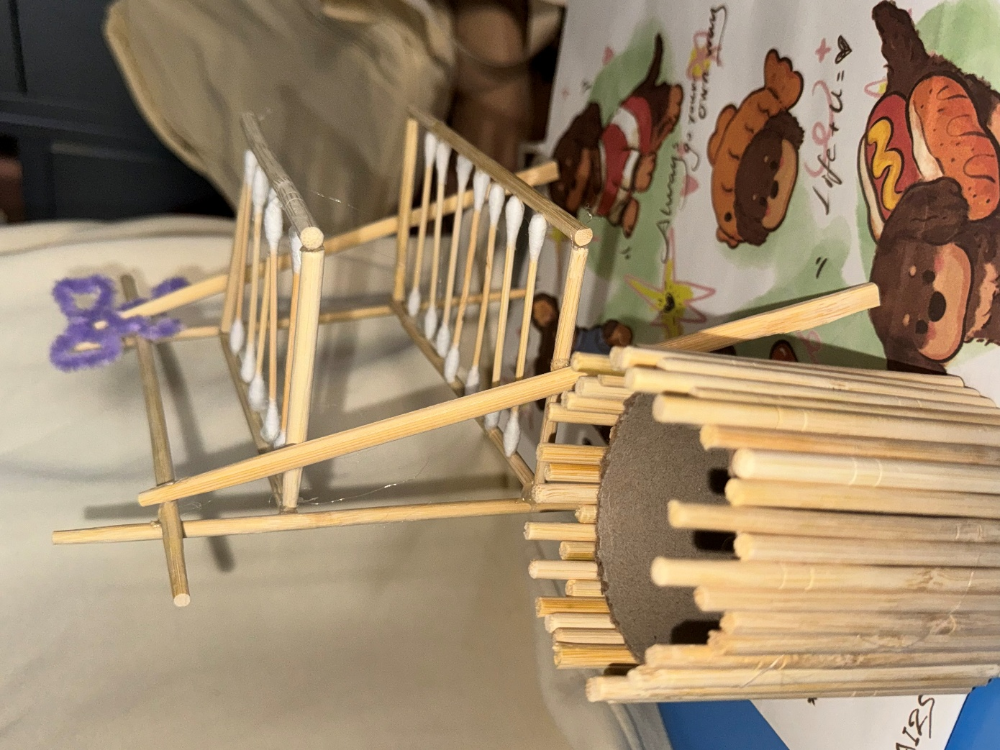 Always
go your
own way
Life + u =